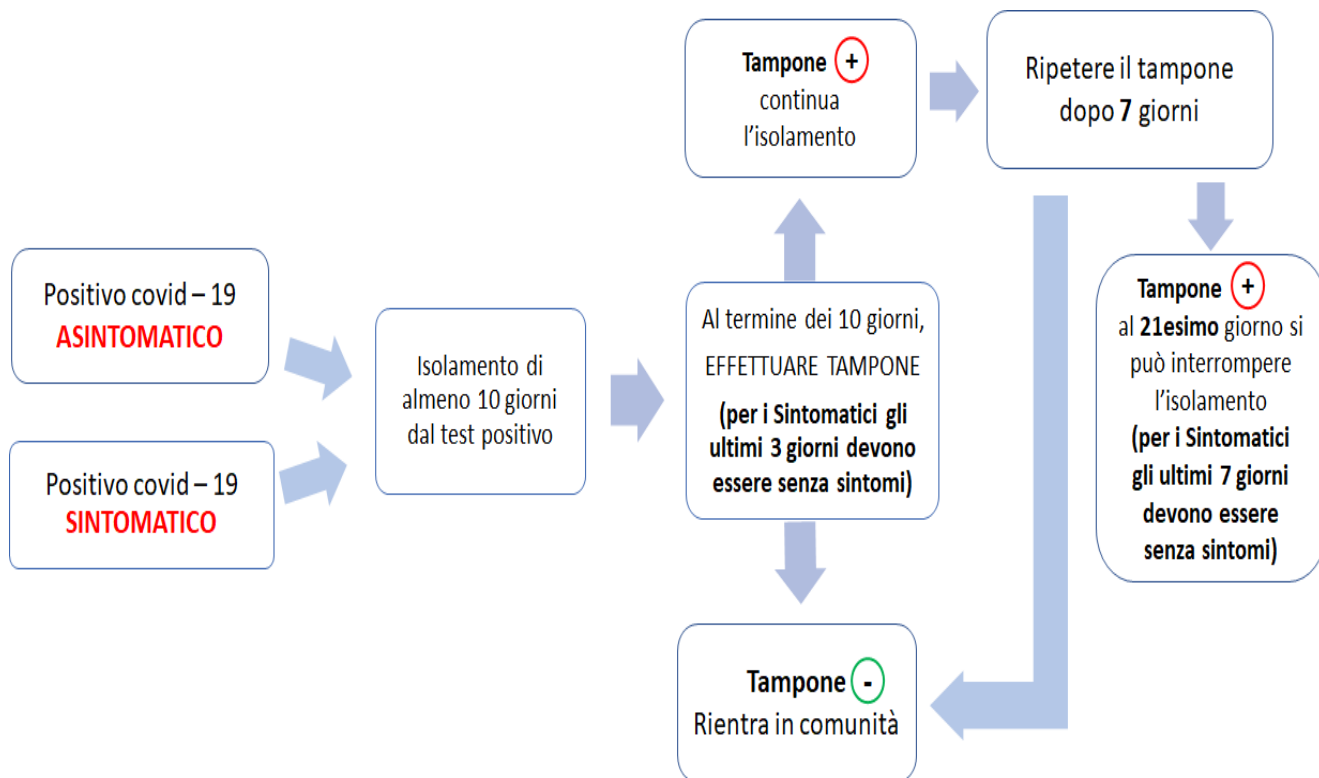 Positivo covid – 19
ASINTOMATICO
Positivo covid – 19
SINTOMATICO
Isolamento di
almeno 10 giorni
dal test positivo
Tampone +
continua
l'isolamento
Ripetere il tampone
dopo 7 giorni
Al termine dei 10 giorni,
EFFETTUARE TAMPONE
(per i Sintomatici gli
ultimi 3 giorni devono
essere senza sintomi)
Tampone +
al 21esimo giorno si
può interrompere
l'isolamento
(per i Sintomatici
gli ultimi 7 giorni
devono essere
senza sintomi)
Tampone -
Rientra in comunità